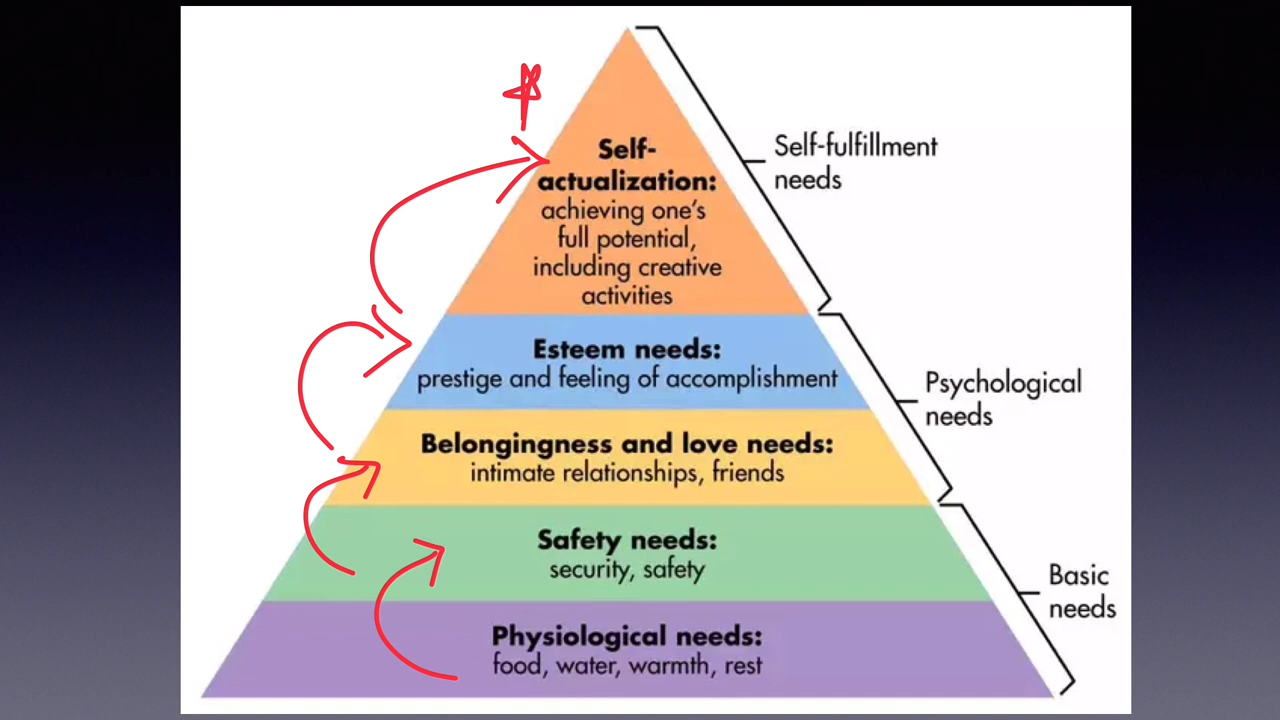 Self-
actualization:
achieving one's
full potential,
including creative
activities
Self-fulfillment
needs
Esteem needs:
prestige and feeling of accomplishment
Psychological
needs
Belongingness and love needs:
intimate relationships, friends
Safety needs:
security, safety
Basic
needs
Physiological needs:
food, water, warmth, rest